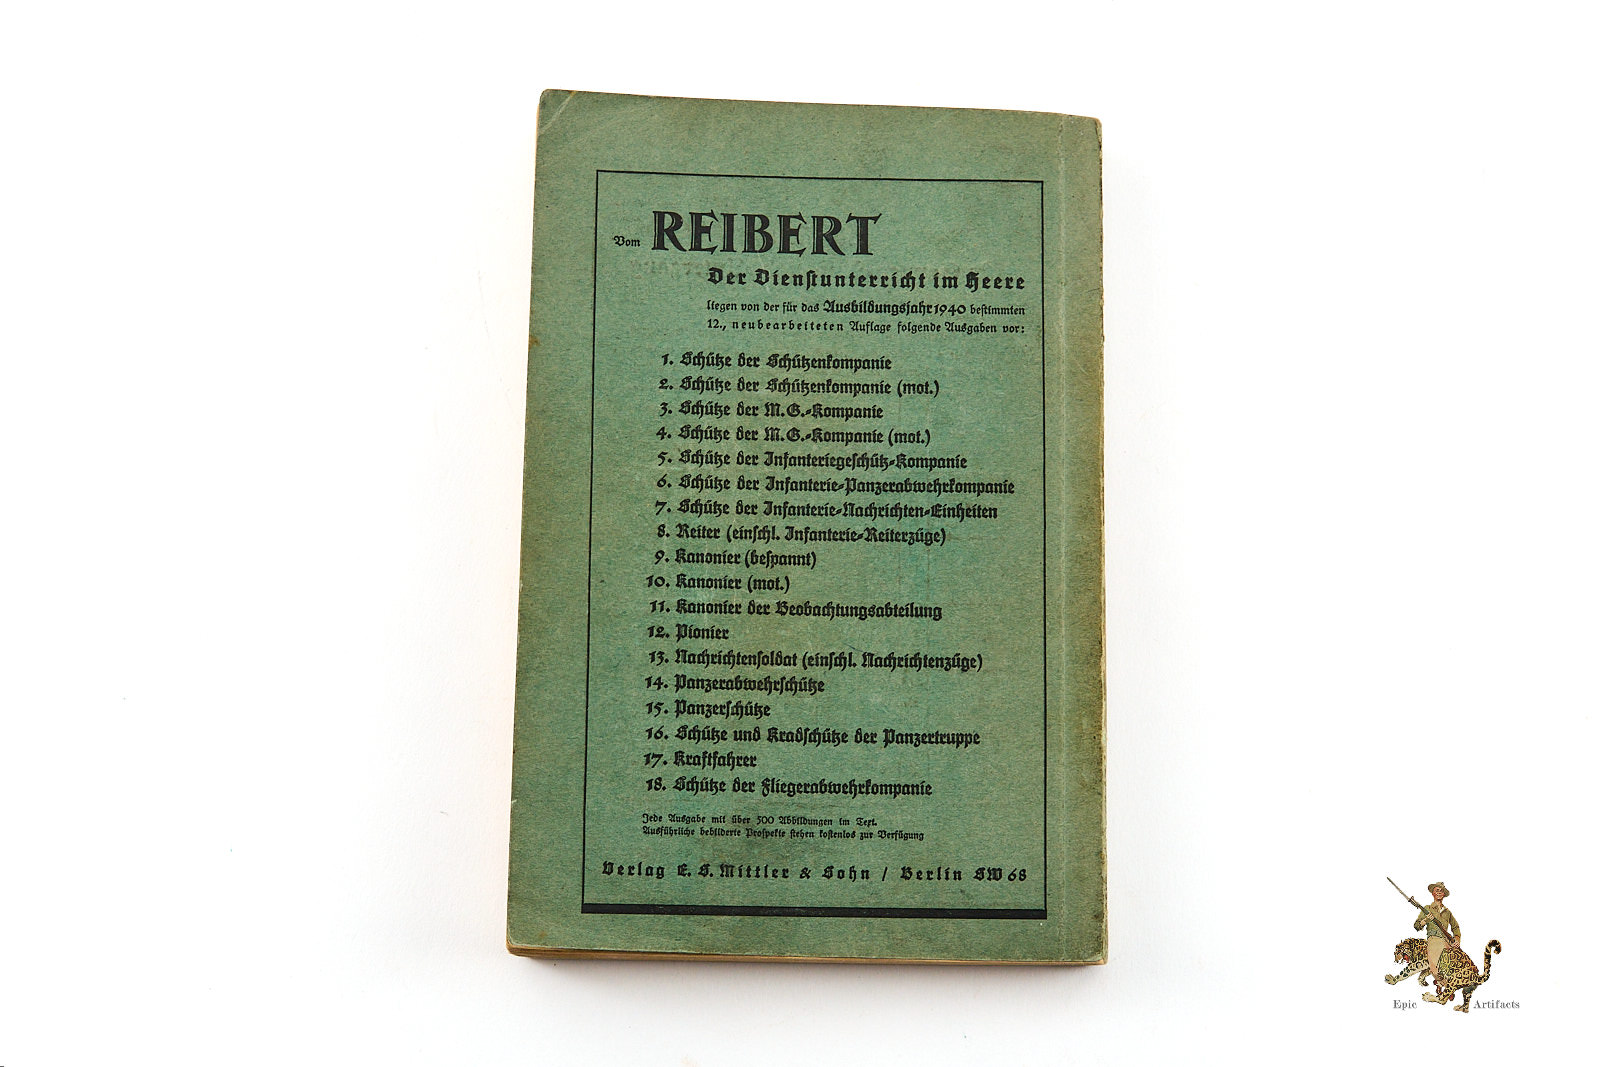 Vom REIBERT
Der Dienstunterricht im Heere
liegen von der für das Ausbildungsjahr 1940 bestimmten
12., neubearbeiteten Auflage folgende Ausgaben vor:
1. Schütze der Schützenkompanie
2. Schütze der Schützenkompanie (mot.)
3. Schütze der M.G.-Kompanie
4. Schütze der M.G.-Kompanie (mot.)
5. Schütze der Infanteriegeschütz-Kompanie
6. Schütze der Infanterie-Panzerabwehrkompanie
7. Schütze der Infanterie-Nachrichten-Einheiten
8. Reiter (einschl. Infanterie-Reiterzüge)
9. Kanonier (bespannt)
10. Kanonier (mot.)
11. Kanonier der Beobachtungsabteilung
12. Pionier
13. Nachrichtensoldat (einschl. Nachrichtenzüge)
14. Panzerabwehrschütze
15. Panzerschütze
16. Schütze und Kradschütze der Panzertruppe
17. Kraftfahrer
18. Schütze der Fliegerabwehrkompanie
Jede Ausgabe mit über 500 Abbildungen im Text.
Ausführliche bebilderte Prospekte stehen kostenlos zur Verfügung
Verlag E. S. Mittler & Sohn / Berlin SW 68
Epic Artifacts